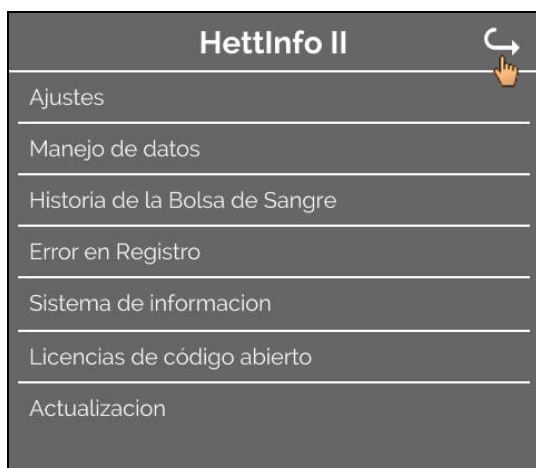 HettInfo II
Ajustes
Manejo de datos
Historia de la Bolsa de Sangre
Error en Registro
Sistema de informacion
Licencias de código abierto
Actualizacion